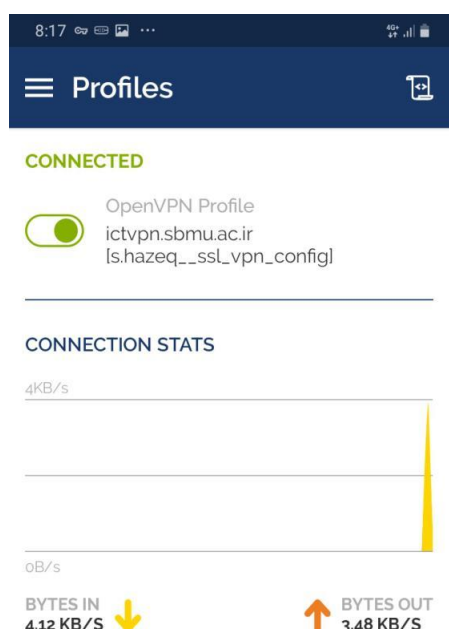 8:17
4G+
Profiles
CONNECTED
OpenVPN Profile
ictvpn.sbmu.ac.ir
[s.hazeq__ssl_vpn_config]
CONNECTION STATS
4KB/s
0B/s
BYTES IN
4.12 KB/S
BYTES OUT
3.48 KB/S